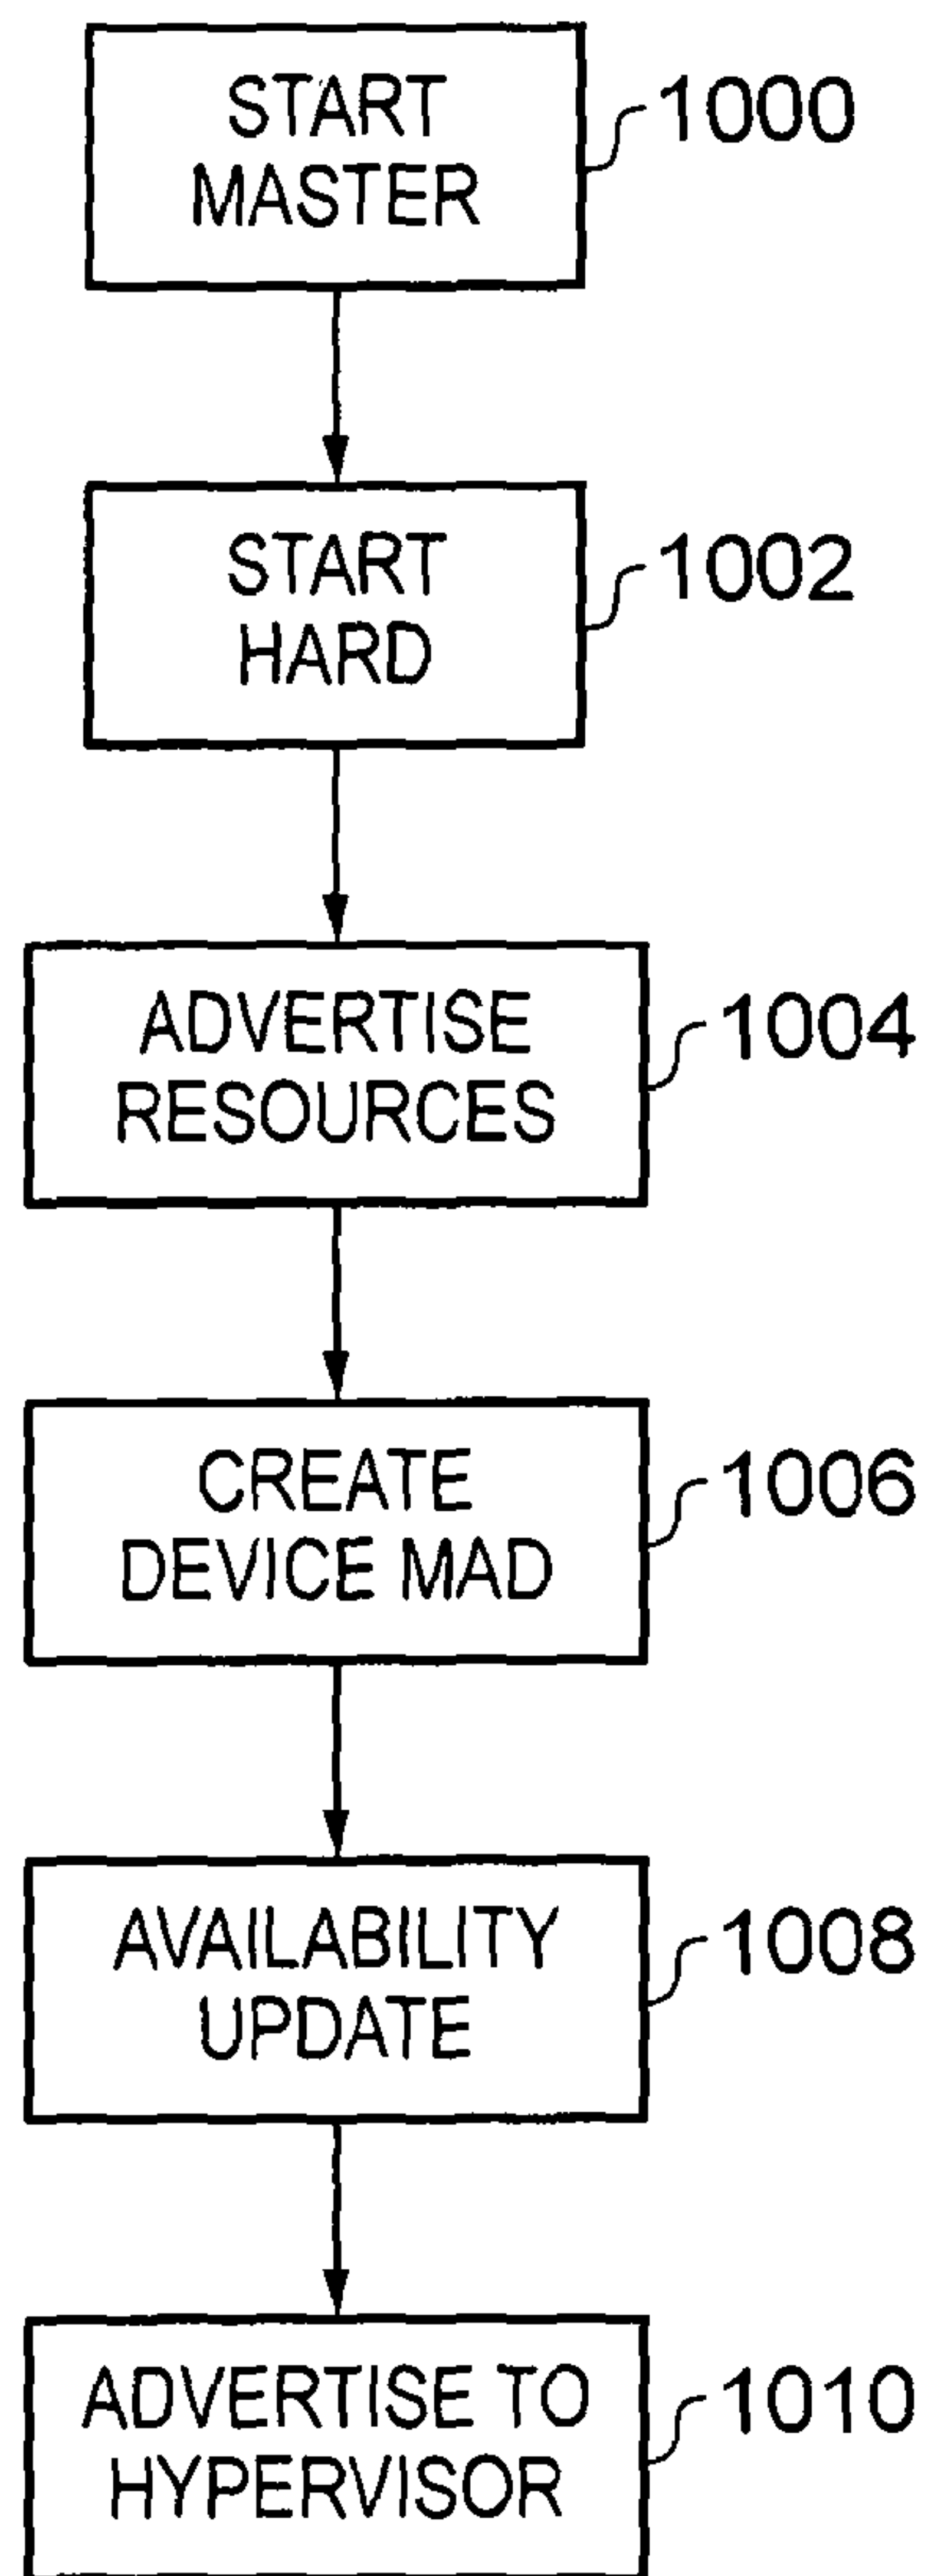 START
MASTER
1000
START
HARD
1002
ADVERTISE
RESOURCES
1004
CREATE
DEVICE MAD
1006
AVAILABILITY
UPDATE
1008
ADVERTISE TO
HYPERVISOR
1010